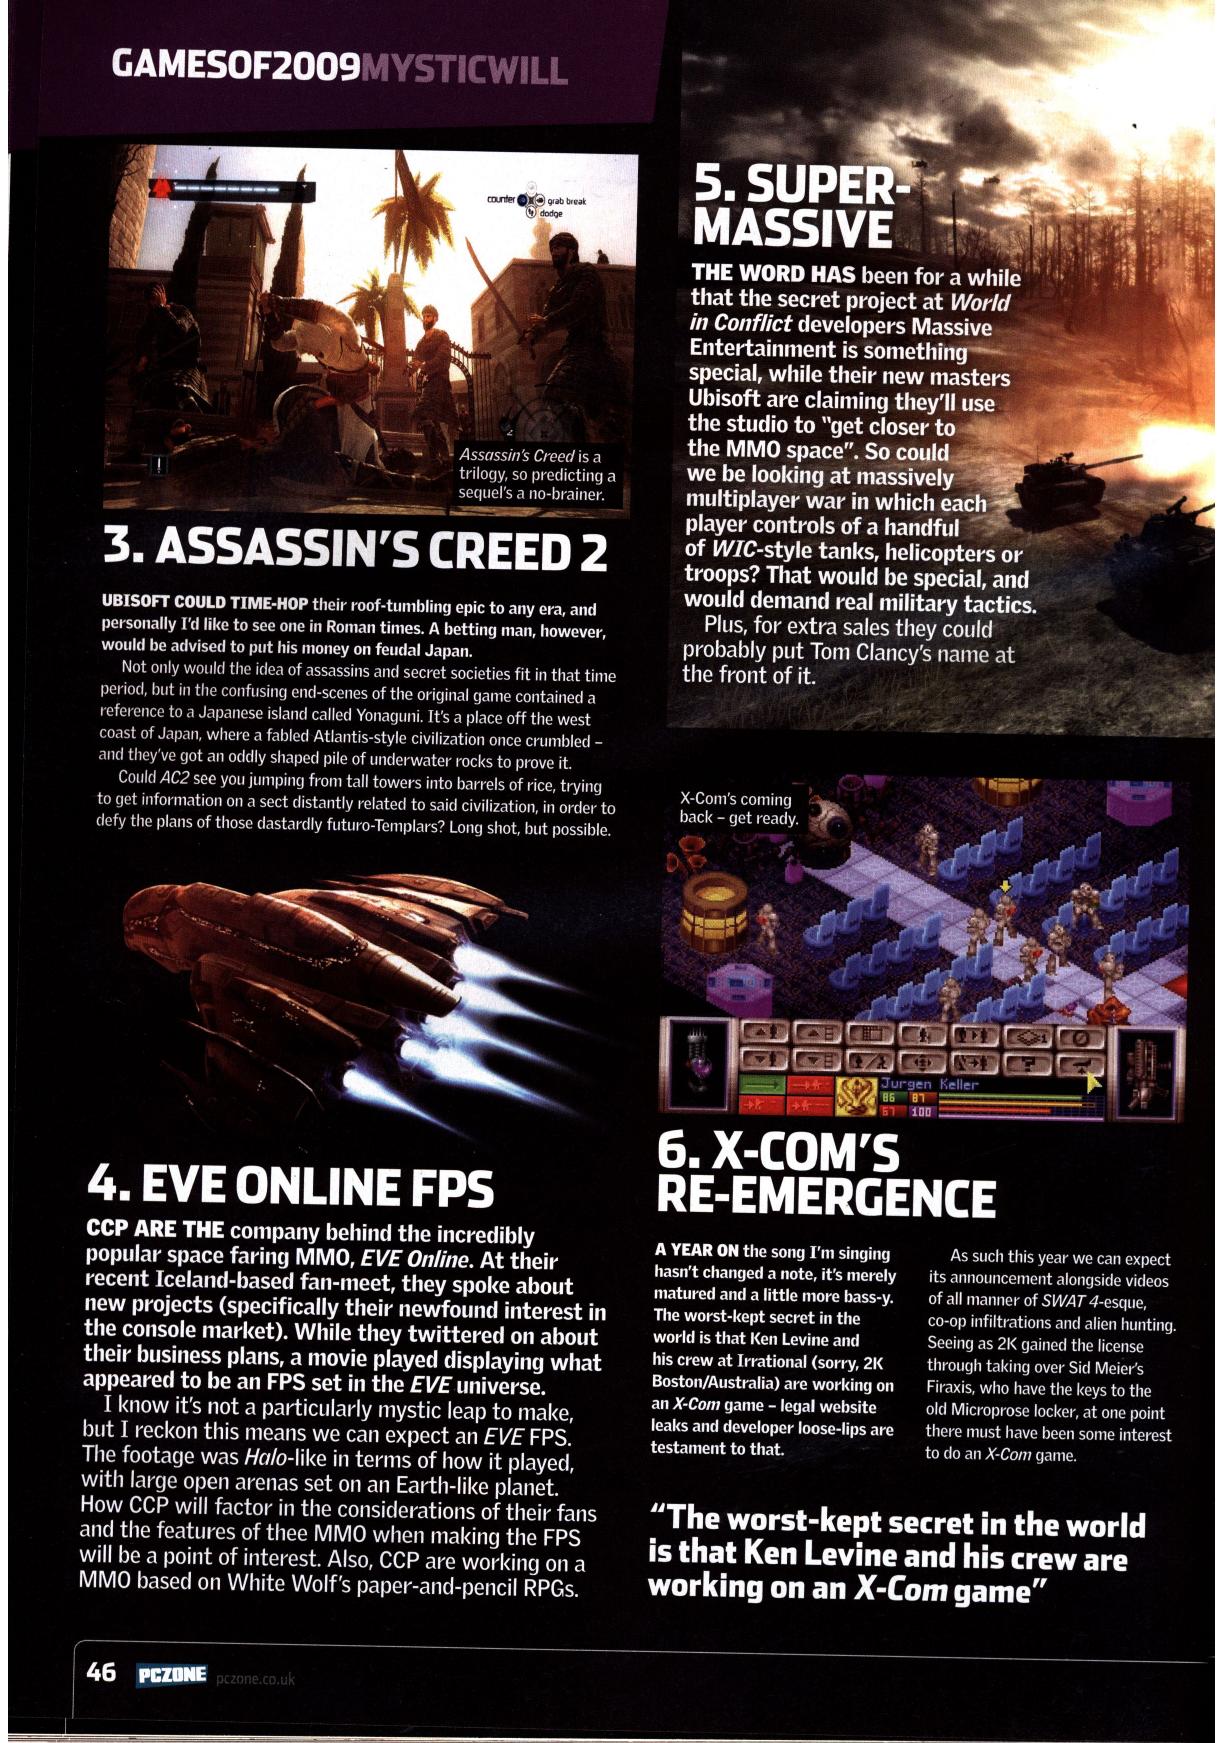 GAMESOF2009MYSTICWILL
counter
grab break
dodge
2
!
Assassin's Creed is a
trilogy, so predicting a
sequel's a no-brainer.
3. ASSASSIN'S CREED 2
UBISOFT COULD TIME-HOP their roof-tumbling epic to any era, and
personally I'd like to see one in Roman times. A betting man, however,
would be advised to put his money on feudal Japan.
Not only would the idea of assassins and secret societies fit in that time
period, but in the confusing end-scenes of the original game contained a
reference to a Japanese island called Yonaguni. It's a place off the west
coast of Japan, where a fabled Atlantis-style civilization once crumbled –
and they've got an oddly shaped pile of underwater rocks to prove it.
Could AC2 see you jumping from tall towers into barrels of rice, trying
to get information on a sect distantly related to said civilization, in order to
defy the plans of those dastardly futuro-Templars? Long shot, but possible.
4. EVE ONLINE FPS
CCP ARE THE company behind the incredibly
popular space faring MMO, EVE Online. At their
recent Iceland-based fan-meet, they spoke about
new projects (specifically their newfound interest in
the console market). While they twittered on about
their business plans, a movie played displaying what
appeared to be an FPS set in the EVE universe.
I know it's not a particularly mystic leap to make,
but I reckon this means we can expect an EVE FPS.
The footage was Halo-like in terms of how it played,
with large open arenas set on an Earth-like planet.
How CCP will factor in the considerations of their fans
and the features of thee MMO when making the FPS
will be a point of interest. Also, CCP are working on a
MMO based on White Wolf's paper-and-pencil RPGs.
5. SUPER-
MASSIVE
THE WORD HAS been for a while
that the secret project at World
in Conflict developers Massive
Entertainment is something
special, while their new masters
Ubisoft are claiming they'll use
the studio to "get closer to
the MMO space". So could
we be looking at massively
multiplayer war in which each
player controls of a handful
of WIC-style tanks, helicopters or
troops? That would be special, and
would demand real military tactics.
Plus, for extra sales they could
probably put Tom Clancy's name at
the front of it.
X-Com's coming
back – get ready.
Jurgen Keller
86 87
57 100
6. X-COM'S
RE-EMERGENCE
A YEAR ON the song I'm singing
hasn't changed a note, it's merely
matured and a little more bass-y.
The worst-kept secret in the
world is that Ken Levine and
his crew at Irrational (sorry, 2K
Boston/Australia) are working on
an X-Com game – legal website
leaks and developer loose-lips are
testament to that.
As such this year we can expect
its announcement alongside videos
of all manner of SWAT 4-esque,
co-op infiltrations and alien hunting.
Seeing as 2K gained the license
through taking over Sid Meier's
Firaxis, who have the keys to the
old Microprose locker, at one point
there must have been some interest
to do an X-Com game.
"The worst-kept secret in the world
is that Ken Levine and his crew are
working on an X-Com game"
46 PCZONE pczone.co.uk